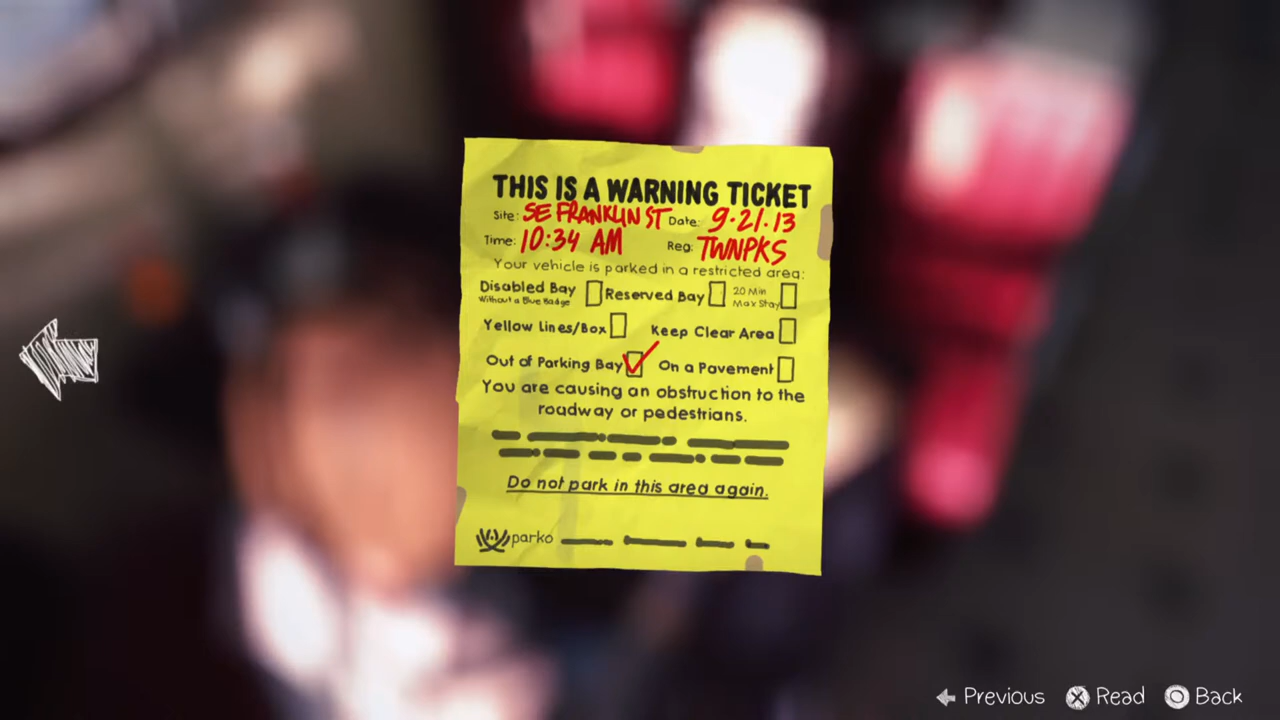 THIS IS A WARNING TICKET
Site: SE FRANKLIN ST Date: 9.21.13
Time: 10:34 AM Reg: TWNPKS
Your vehicle is parked in a restricted area:
Disabled Bay Reserved Bay 20 Min
Without a Blue Badge Max Stay
Yellow Lines/Box Keep Clear Area
Out of Parking Bay On a Pavement
You are causing an obstruction to the
roadway or pedestrians.
Do not park in this area again.
parko
Previous Read Back